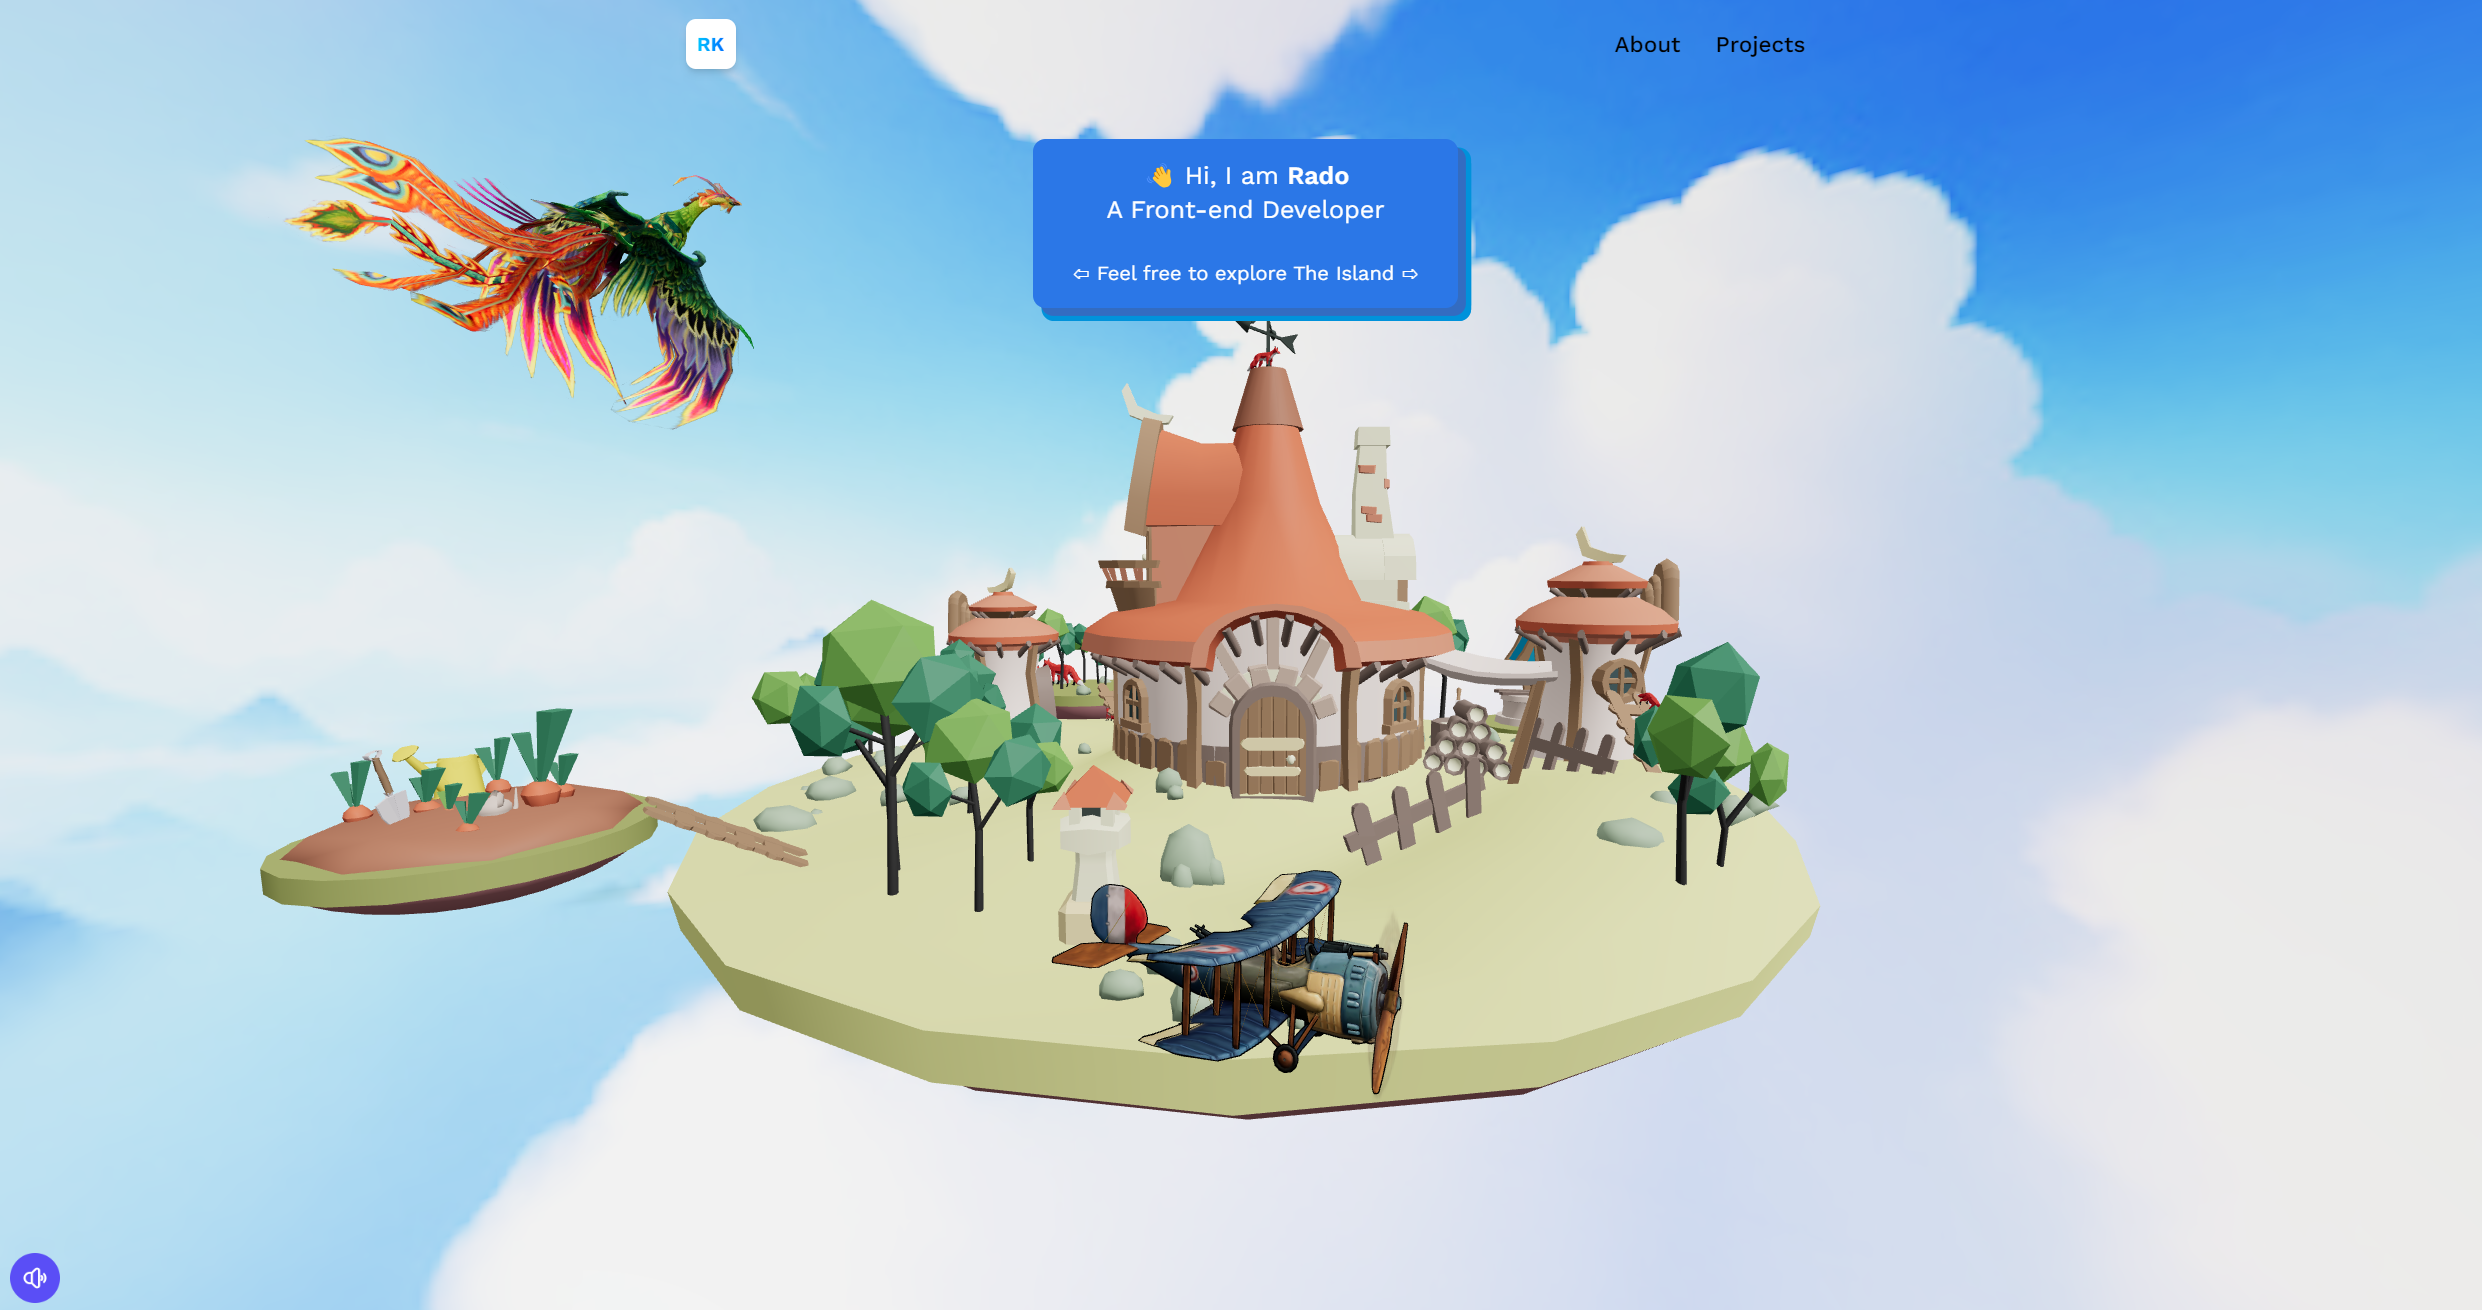 RK
About
Projects
👋 Hi, I am Rado
A Front-end Developer
⇦ Feel free to explore The Island ⇨